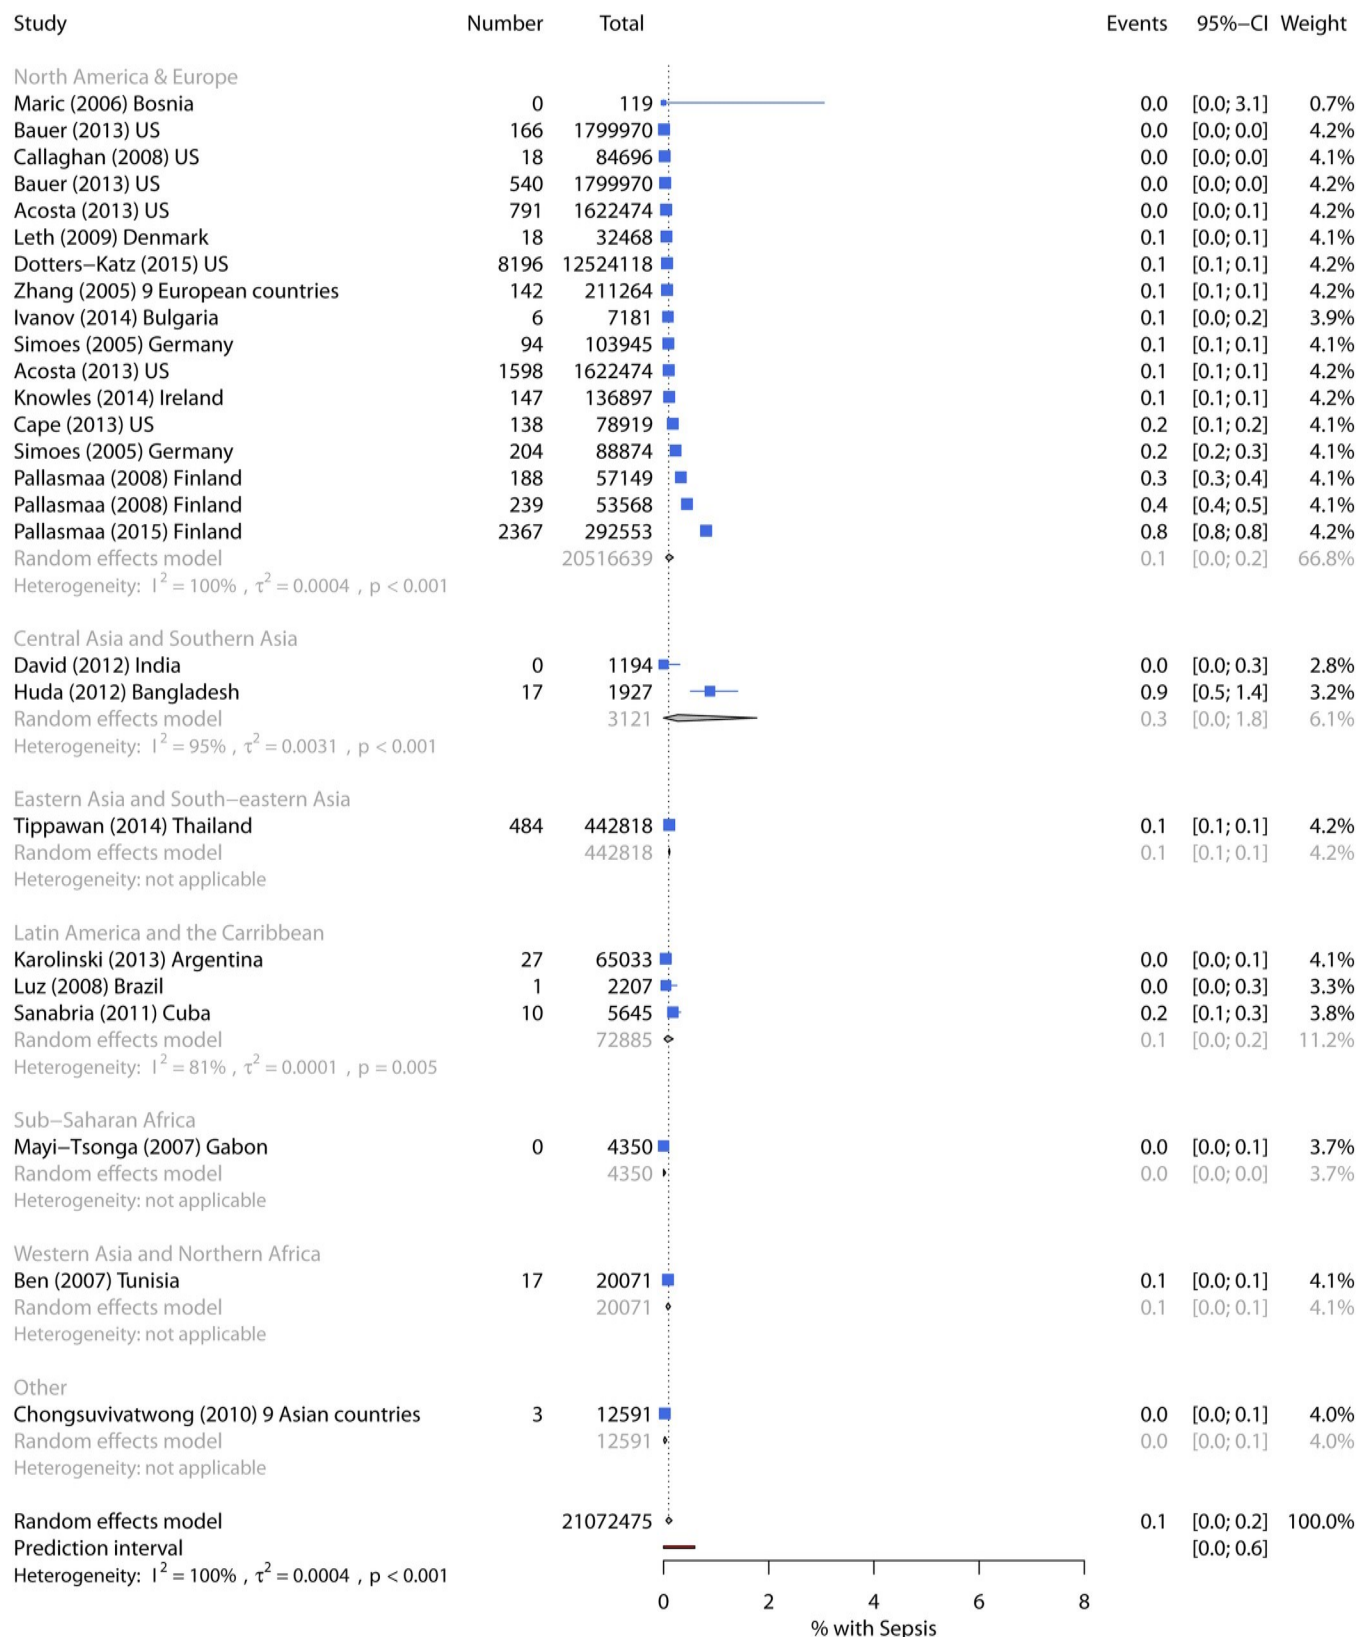 Study Number Total Events 95%−CI Weight
North America & Europe
Maric (2006) Bosnia 0 119 0.0 [0.0; 3.1] 0.7%
Bauer (2013) US 166 1799970 0.0 [0.0; 0.0] 4.2%
Callaghan (2008) US 18 84696 0.0 [0.0; 0.0] 4.1%
Bauer (2013) US 540 1799970 0.0 [0.0; 0.0] 4.2%
Acosta (2013) US 791 1622474 0.0 [0.0; 0.1] 4.2%
Leth (2009) Denmark 18 32468 0.1 [0.0; 0.1] 4.1%
Dotters−Katz (2015) US 8196 12524118 0.1 [0.1; 0.1] 4.2%
Zhang (2005) 9 European countries 142 211264 0.1 [0.1; 0.1] 4.2%
Ivanov (2014) Bulgaria 6 7181 0.1 [0.0; 0.2] 3.9%
Simoes (2005) Germany 94 103945 0.1 [0.1; 0.1] 4.1%
Acosta (2013) US 1598 1622474 0.1 [0.1; 0.1] 4.2%
Knowles (2014) Ireland 147 136897 0.1 [0.1; 0.1] 4.2%
Cape (2013) US 138 78919 0.2 [0.1; 0.2] 4.1%
Simoes (2005) Germany 204 88874 0.2 [0.2; 0.3] 4.1%
Pallasmaa (2008) Finland 188 57149 0.3 [0.3; 0.4] 4.1%
Pallasmaa (2008) Finland 239 53568 0.4 [0.4; 0.5] 4.1%
Pallasmaa (2015) Finland 2367 292553 0.8 [0.8; 0.8] 4.2%
Random effects model 20516639 0.1 [0.0; 0.2] 66.8%
Heterogeneity: I² = 100% , τ² = 0.0004 , p < 0.001
Central Asia and Southern Asia
David (2012) India 0 1194 0.0 [0.0; 0.3] 2.8%
Huda (2012) Bangladesh 17 1927 0.9 [0.5; 1.4] 3.2%
Random effects model 3121 0.3 [0.0; 1.8] 6.1%
Heterogeneity: I² = 95% , τ² = 0.0031 , p < 0.001
Eastern Asia and South−eastern Asia
Tippawan (2014) Thailand 484 442818 0.1 [0.1; 0.1] 4.2%
Random effects model 442818 0.1 [0.1; 0.1] 4.2%
Heterogeneity: not applicable
Latin America and the Carribbean
Karolinski (2013) Argentina 27 65033 0.0 [0.0; 0.1] 4.1%
Luz (2008) Brazil 1 2207 0.0 [0.0; 0.3] 3.3%
Sanabria (2011) Cuba 10 5645 0.2 [0.1; 0.3] 3.8%
Random effects model 72885 0.1 [0.0; 0.2] 11.2%
Heterogeneity: I² = 81% , τ² = 0.0001 , p = 0.005
Sub−Saharan Africa
Mayi−Tsonga (2007) Gabon 0 4350 0.0 [0.0; 0.1] 3.7%
Random effects model 4350 0.0 [0.0; 0.0] 3.7%
Heterogeneity: not applicable
Western Asia and Northern Africa
Ben (2007) Tunisia 17 20071 0.1 [0.0; 0.1] 4.1%
Random effects model 20071 0.1 [0.0; 0.1] 4.1%
Heterogeneity: not applicable
Other
Chongsuvivatwong (2010) 9 Asian countries 3 12591 0.0 [0.0; 0.1] 4.0%
Random effects model 12591 0.0 [0.0; 0.1] 4.0%
Heterogeneity: not applicable
Random effects model 21072475 0.1 [0.0; 0.2] 100.0%
Prediction interval [0.0; 0.6]
Heterogeneity: I² = 100% , τ² = 0.0004 , p < 0.001
0 2 4 6 8
% with Sepsis